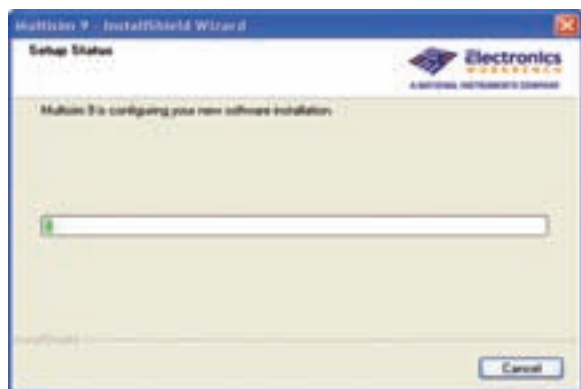 Multisim 9 - InstallShield Wizard
Setup Status
Electronics
WORKBENCH
A NATIONAL INSTRUMENTS COMPANY
Multisim 9 is configuring your new software installation.
InstallShield
Cancel